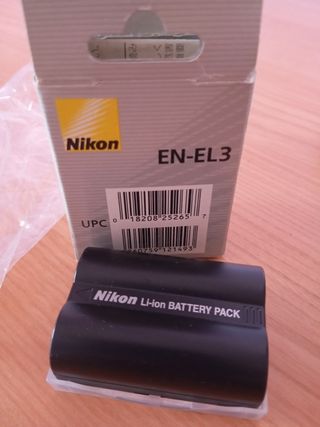 Nikon
EN-EL3
UPC
0 18208 25265 7
Nikon Li-ion BATTERY PACK